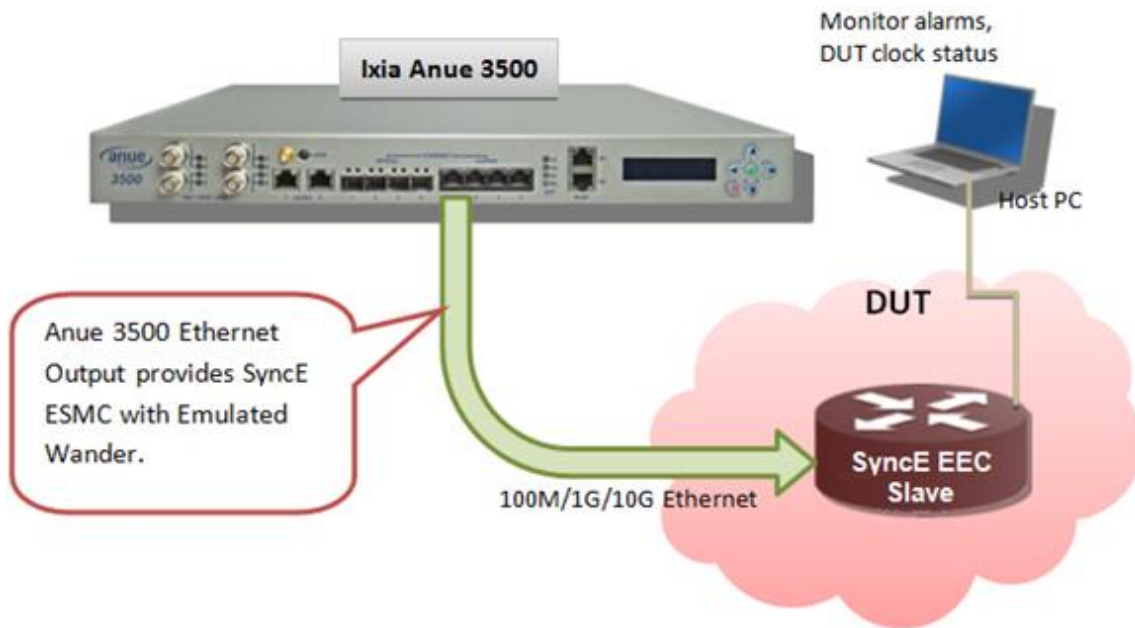 Ixia Anue 3500
Monitor alarms,
DUT clock status
anue
3500
Host PC
DUT
Anue 3500 Ethernet
Output provides SyncE
ESMC with Emulated
Wander.
SyncE EEC
Slave
100M/1G/10G Ethernet